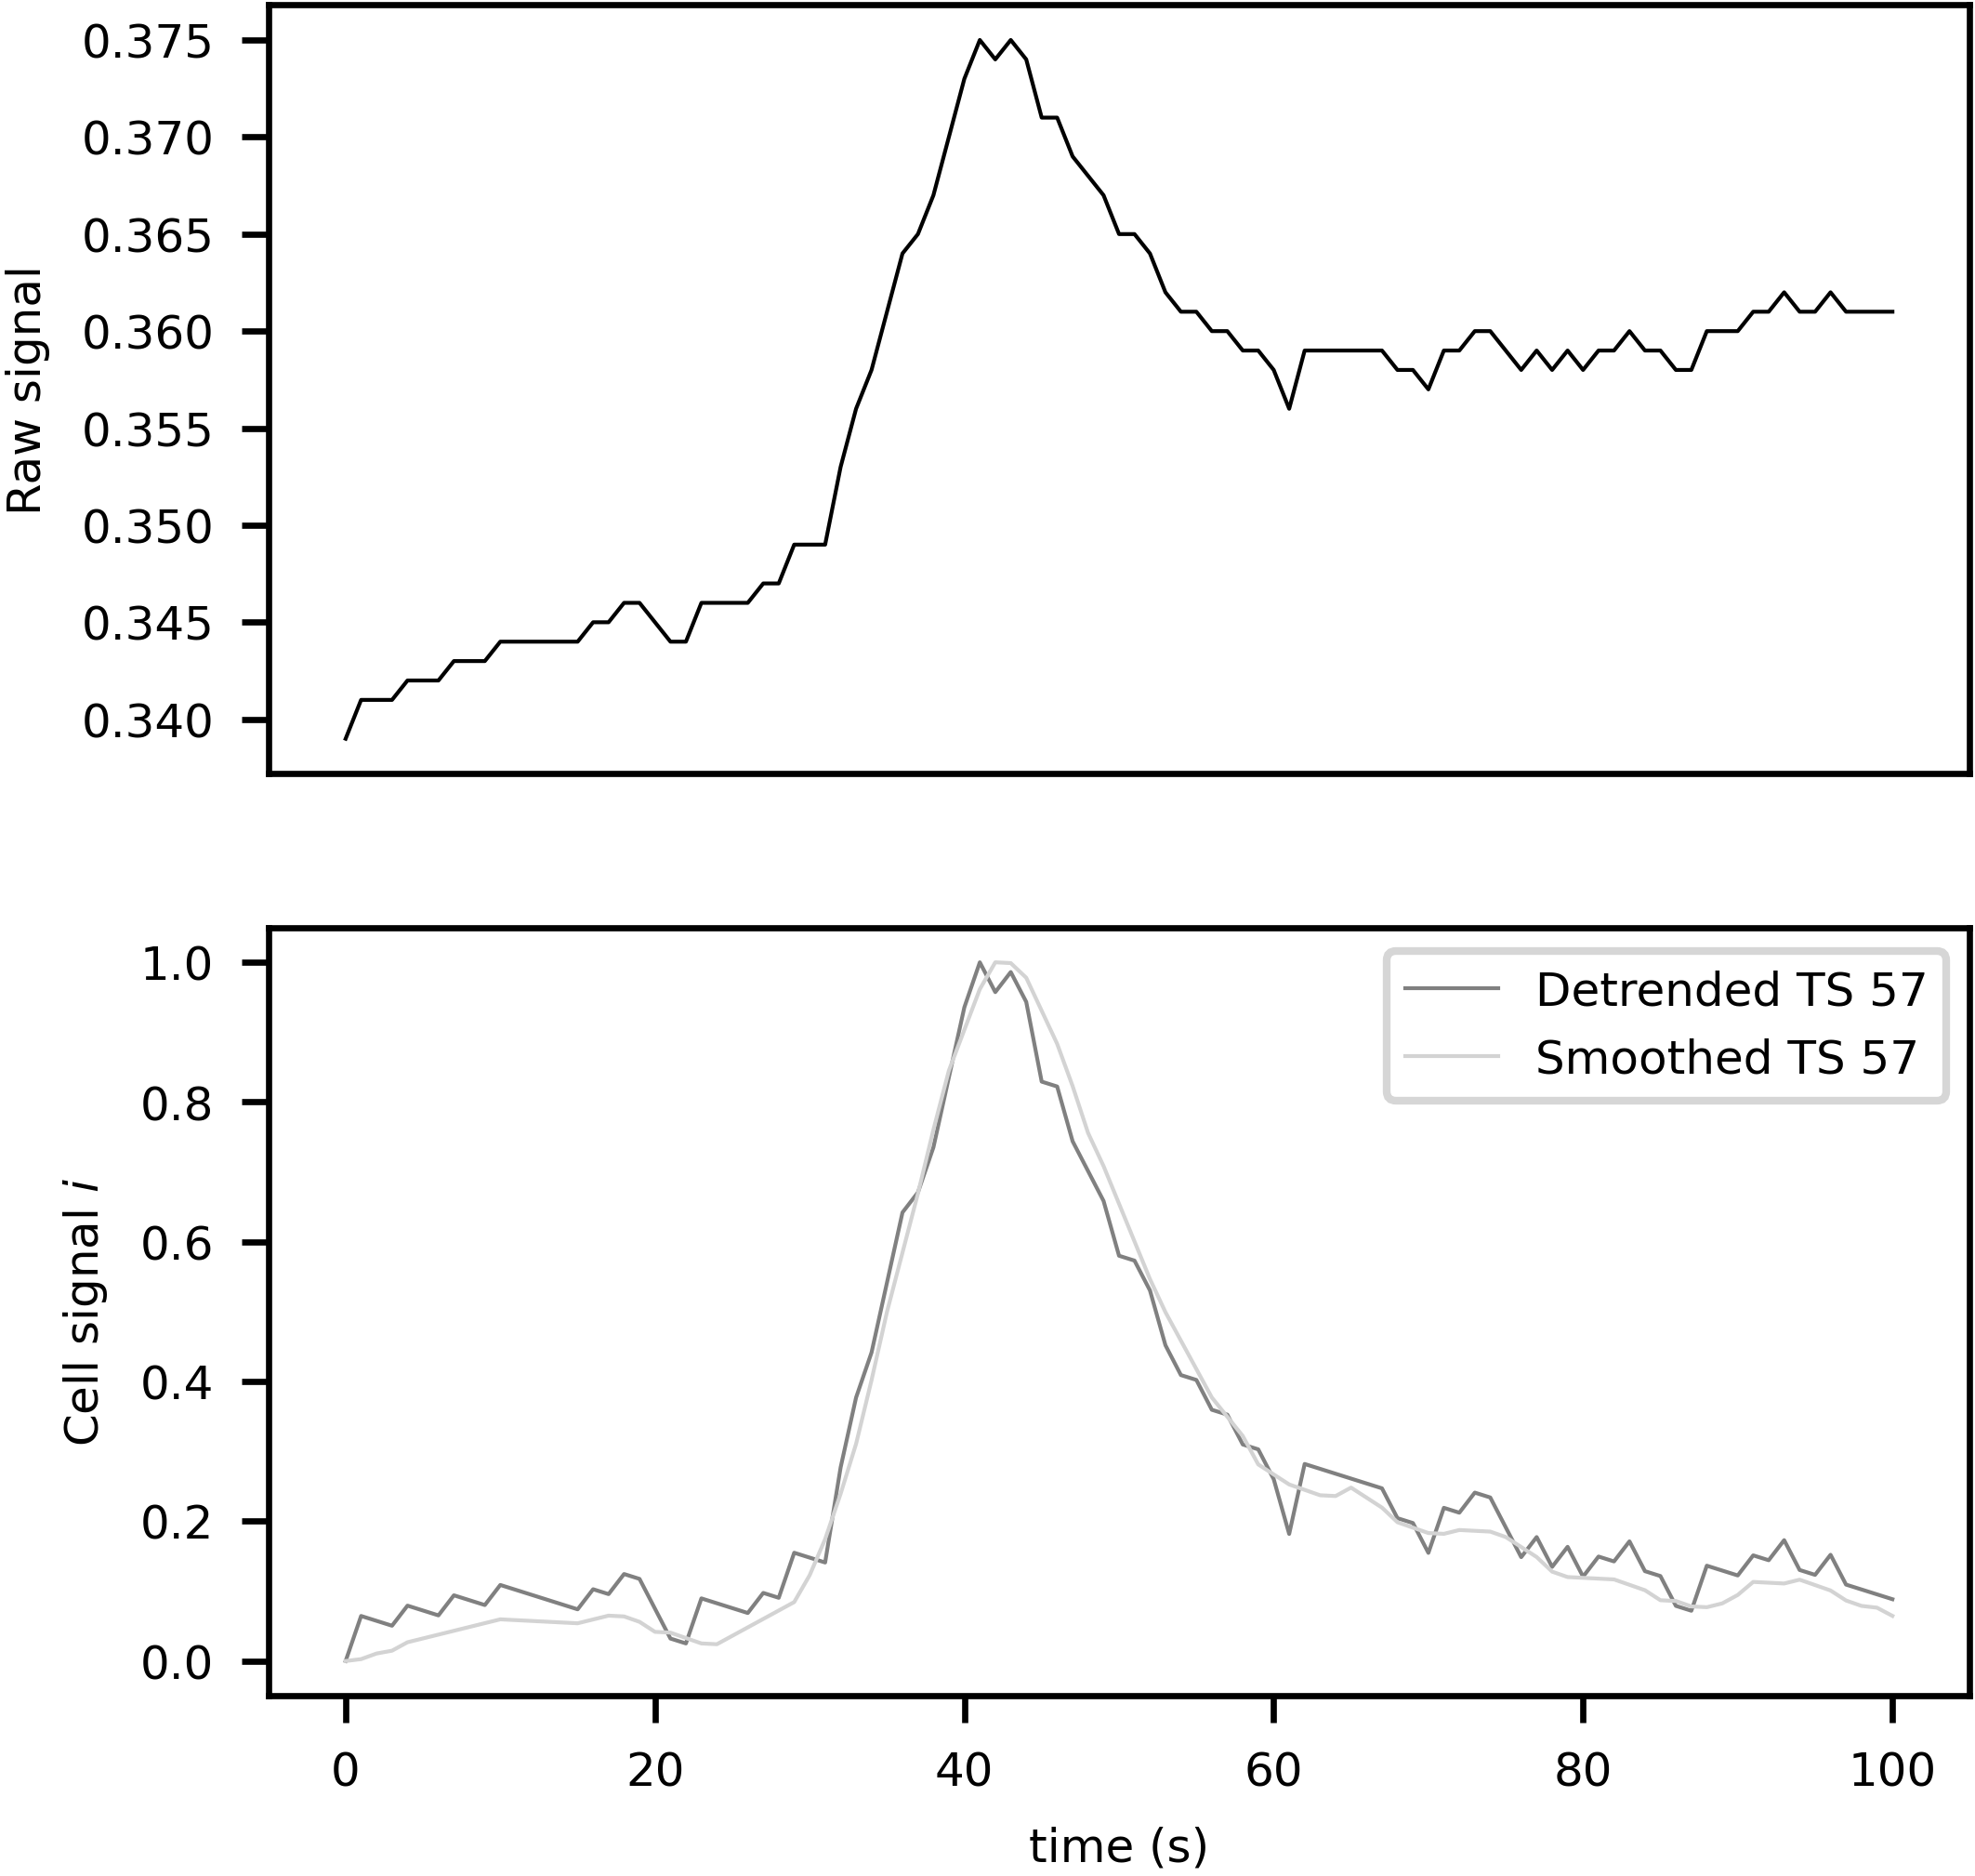 Raw signal
0.375
0.370
0.365
0.360
0.355
0.350
0.345
0.340
Cell signal i
1.0
0.8
0.6
0.4
0.2
0.0
Detrended TS 57
Smoothed TS 57
0 20 40 60 80 100
time (s)